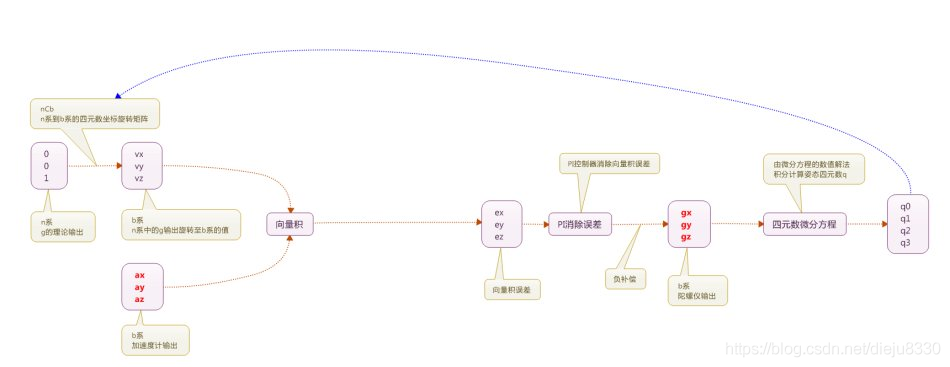 nCb
n系到b系的四元数坐标旋转矩阵
0
0
1
n系
g的理论输出
vx
vy
vz
b系
n系中的g输出旋转至b系的值
ax
ay
az
b系
加速度计输出
向量积
ex
ey
ez
向量积误差
PI控制器消除向量积误差
PI消除误差
负补偿
gx
gy
gz
b系
陀螺仪输出
由微分方程的数值解法
积分计算姿态四元数q
四元数微分方程
q0
q1
q2
q3
https://blog.csdn.net/dieju8330